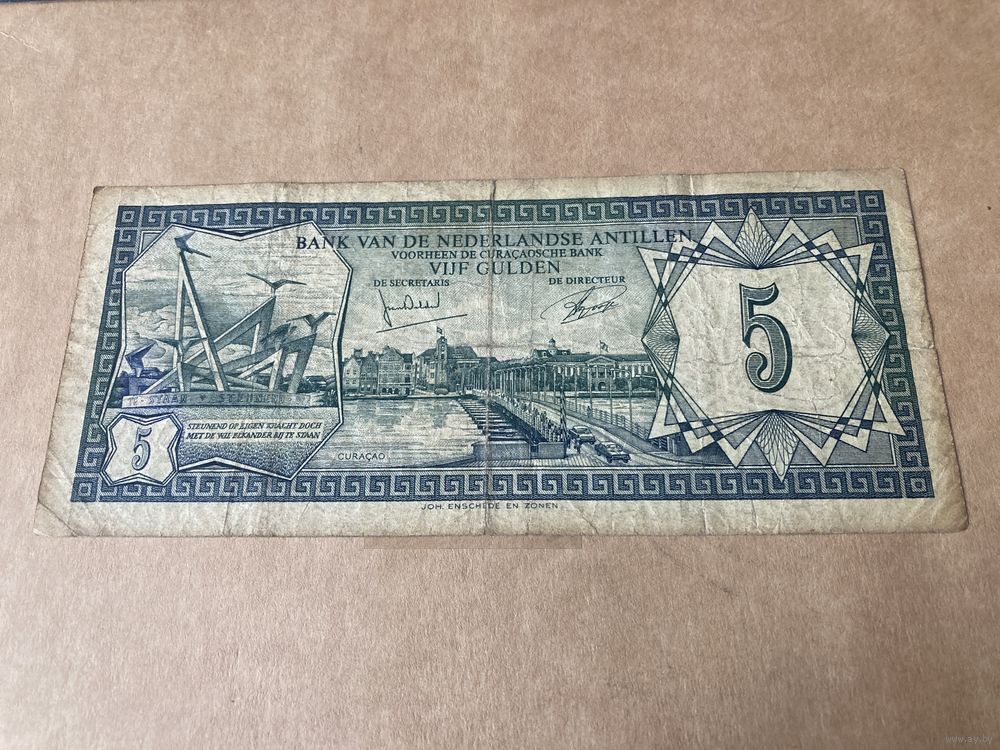 BANK VAN DE NEDERLANDSE ANTILLEN
VOORHEEN DE CURAÇAOSCHE BANK
VIJF GULDEN
DE SECRETARIS
DE DIRECTEUR
5
STEUNEND OP EIGEN KRACHT DOCH
MET DE WIL ELKANDER BIJ TE STAAN
5
CURAÇAO
JOH. ENSCHEDE EN ZONEN
www.ay.by